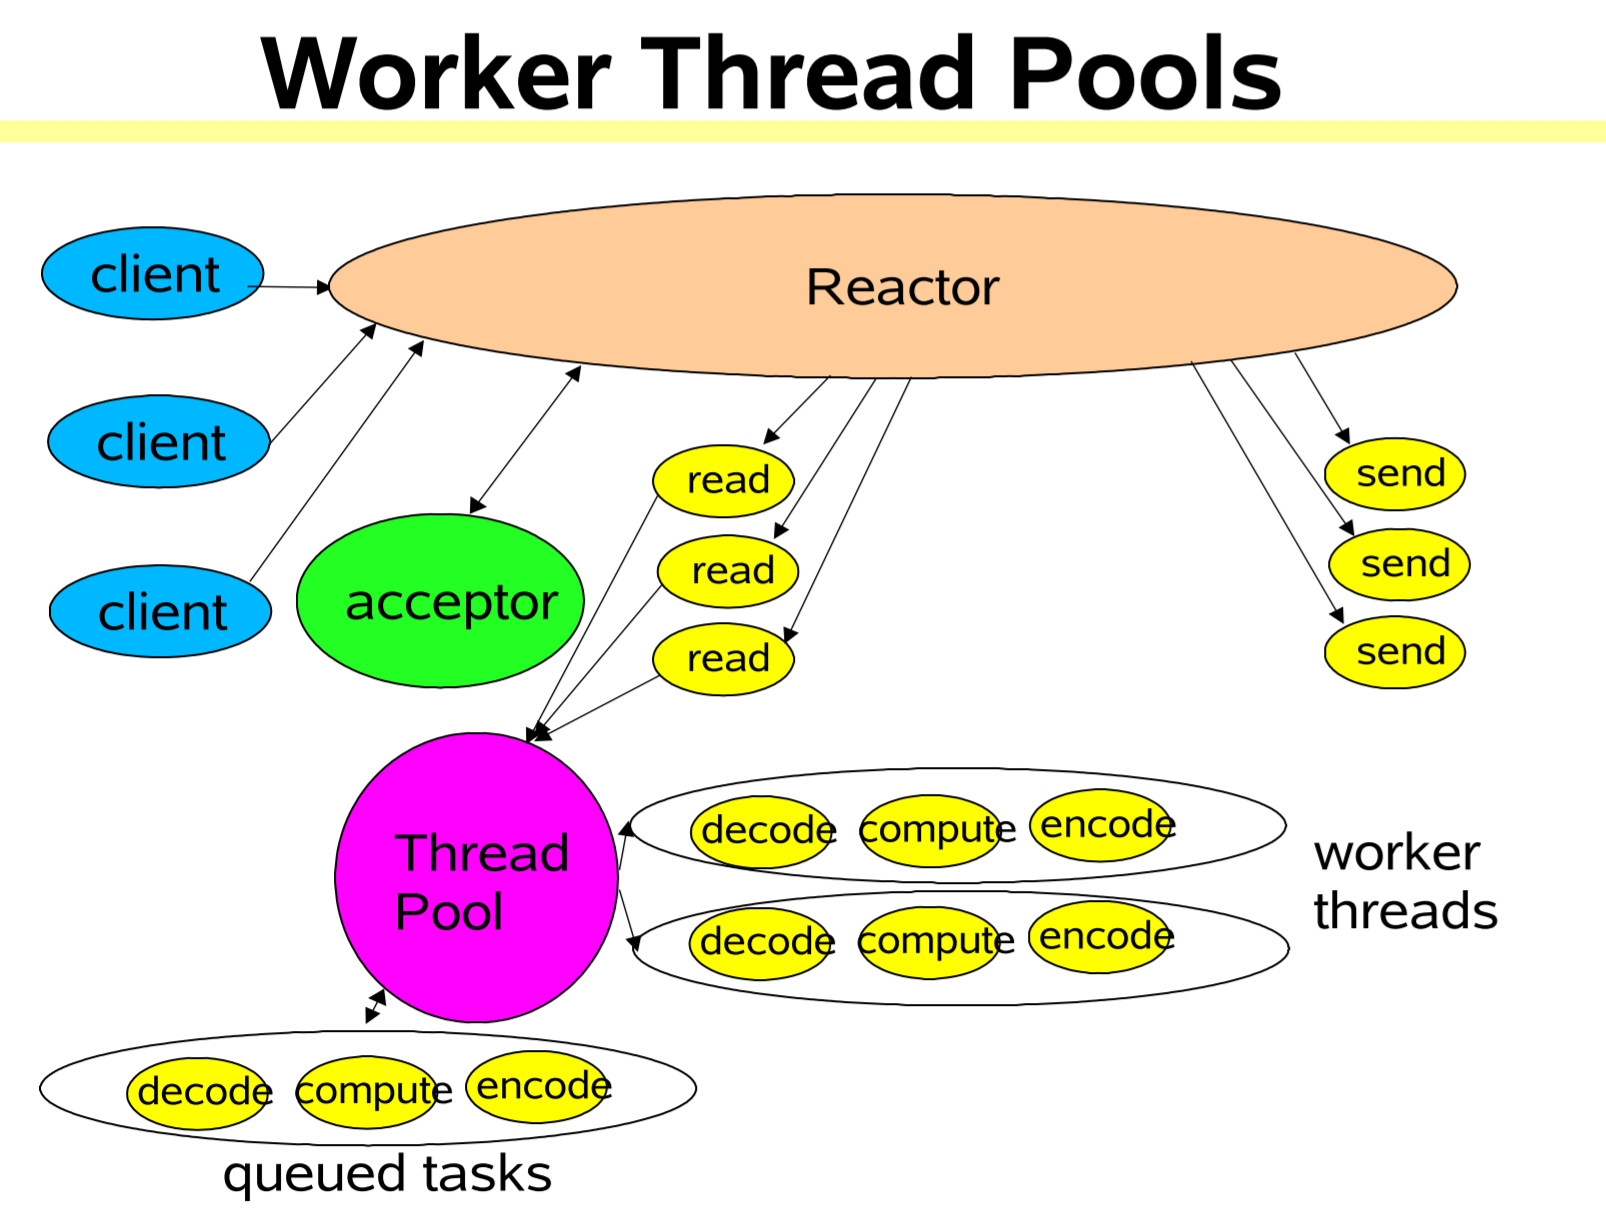 Worker Thread Pools
client
Reactor
client
client
acceptor
read
read
read
send
send
send
Thread
Pool
decode compute encode
decode compute encode
worker
threads
decode compute encode
queued tasks